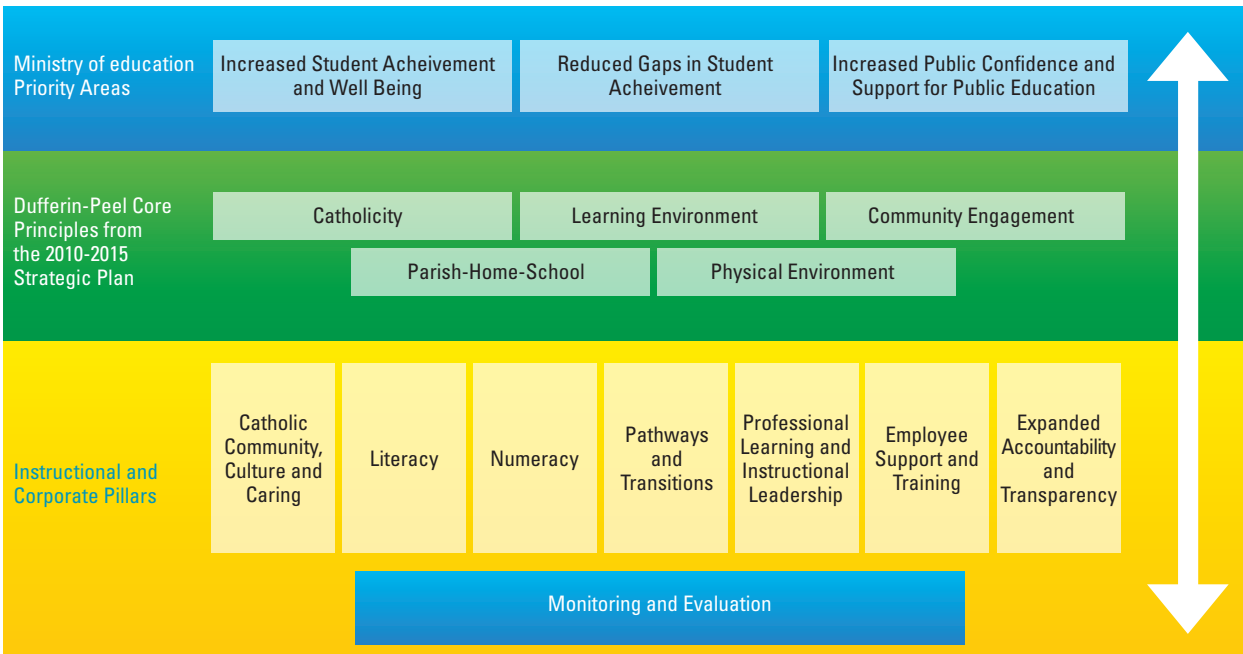 Ministry of education
Priority Areas
Increased Student Acheivement
and Well Being
Reduced Gaps in Student
Acheivement
Increased Public Confidence and
Support for Public Education
Dufferin-Peel Core
Principles from
the 2010-2015
Strategic Plan
Catholicity
Learning Environment
Community Engagement
Parish-Home-School
Physical Environment
Instructional and
Corporate Pillars
Catholic
Community,
Culture and
Caring
Literacy
Numeracy
Pathways
and
Transitions
Professional
Learning and
Instructional
Leadership
Employee
Support and
Training
Expanded
Accountability
and
Transparency
Monitoring and Evaluation